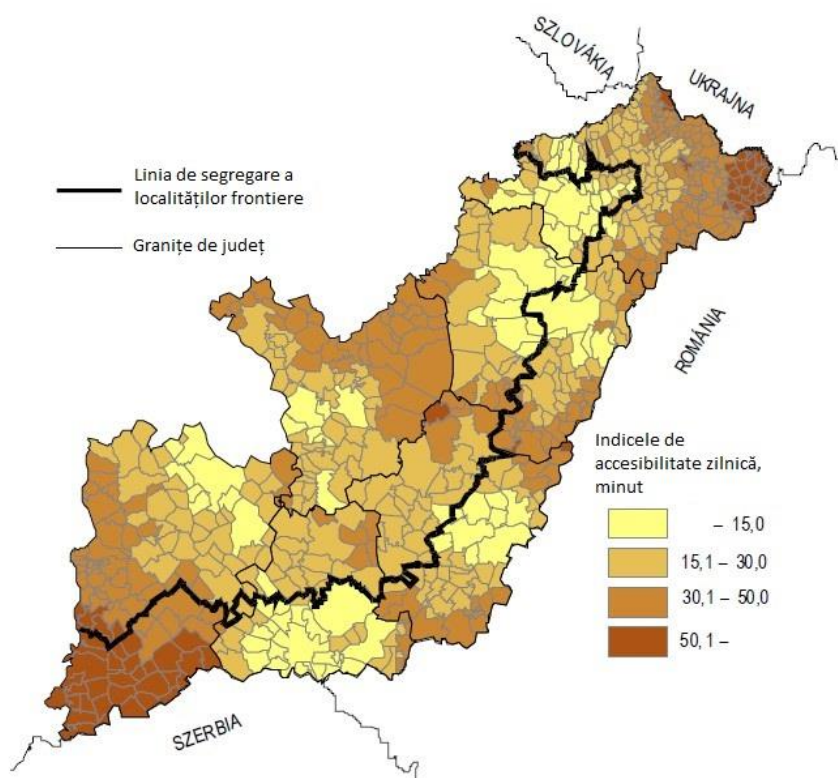 SZLOVÁKIA
UKRAJNA
Linia de segregare a
localităților frontiere
Granițe de județ
ROMÂNIA
Indicele de
accesibilitate zilnică,
minut
– 15,0
15,1 – 30,0
30,1 – 50,0
50,1 –
SZERBIA